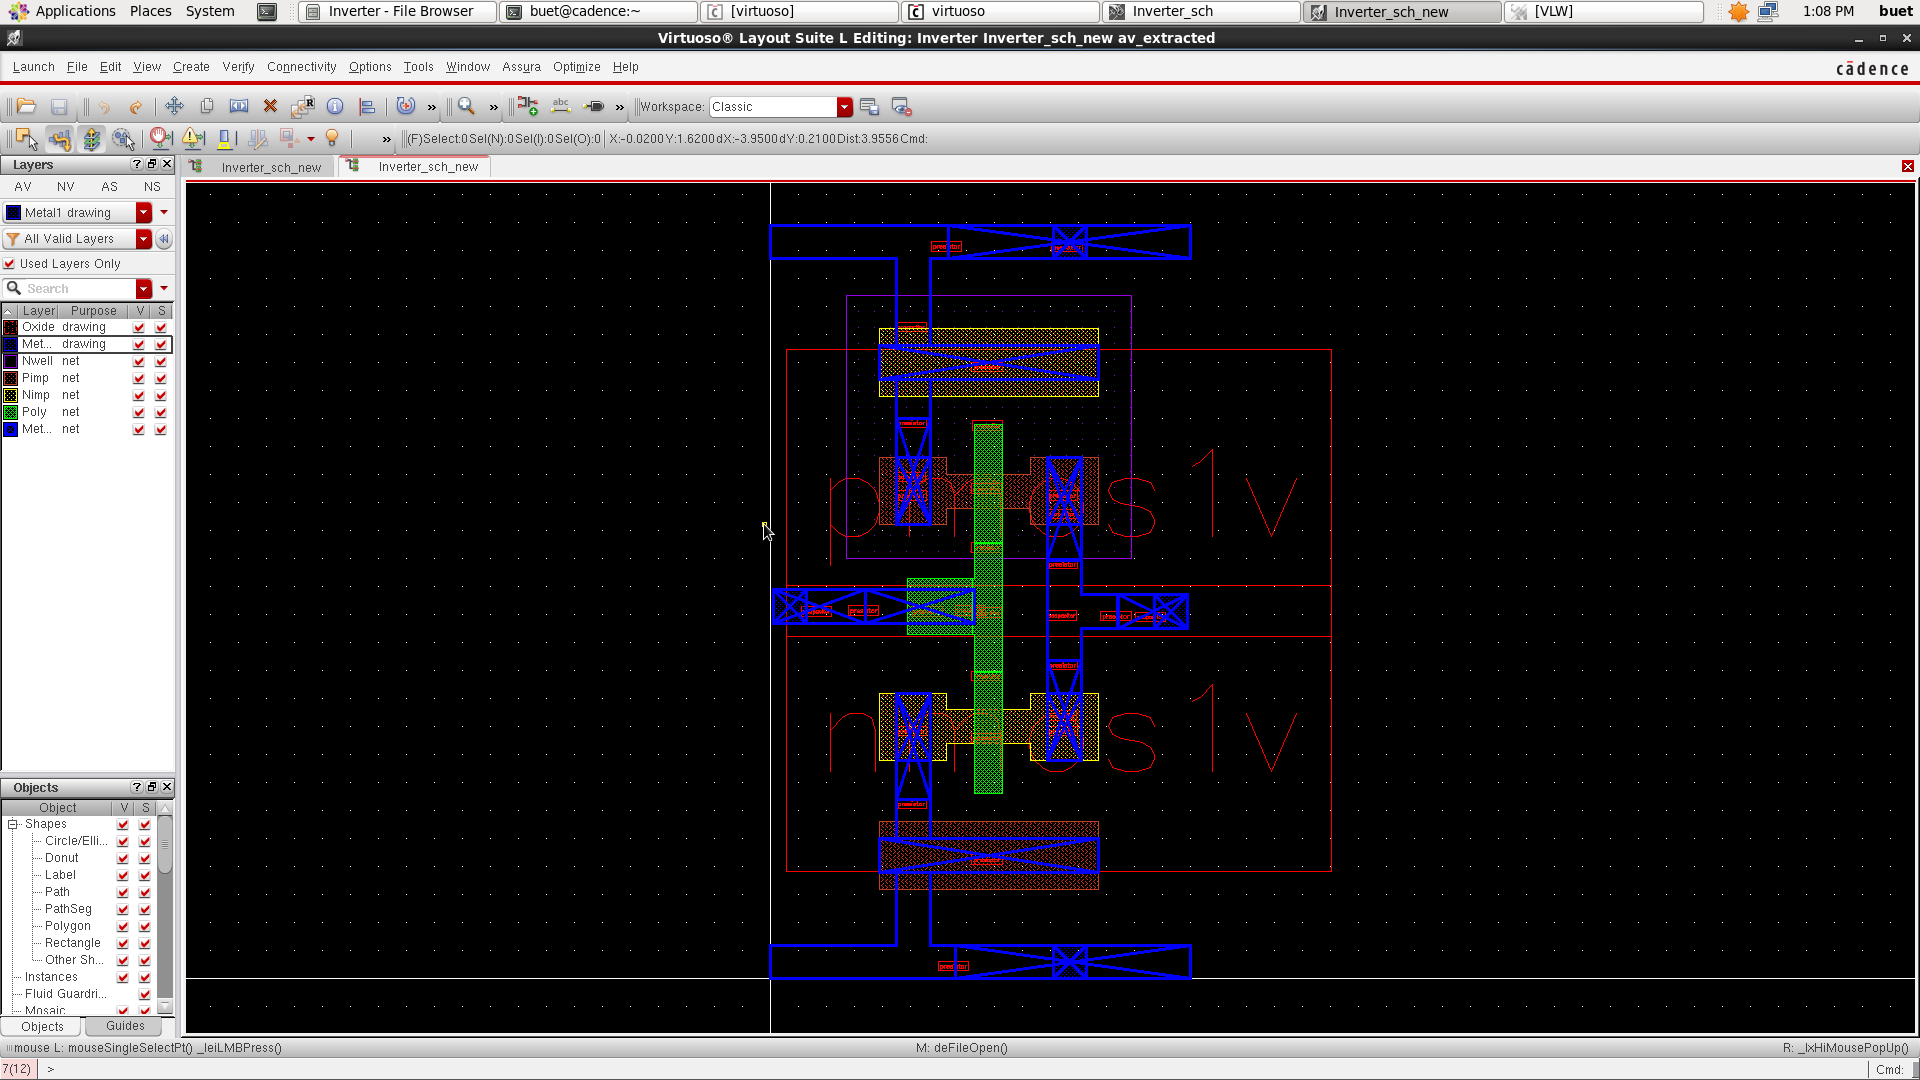 Applications Places System Inverter - File Browser buet@cadence:~ [virtuoso] virtuoso Inverter_sch Inverter_sch_new [VLW] 1:08 PM buet
Virtuoso® Layout Suite L Editing: Inverter Inverter_sch_new av_extracted
Launch File Edit View Create Verify Connectivity Options Tools Window Assura Optimize Help cādence
Workspace: Classic
(F)Select:0 Sel(N):0 Sel(I):0 Sel(O):0 X:-0.0200 Y:1.6200 dX:-3.9500 dY:0.2100 Dist:3.9556 Cmd:
Layers
Inverter_sch_new Inverter_sch_new
AV NV AS NS
Metal1 drawing
All Valid Layers
Used Layers Only
Search
Layer Purpose V S
Oxide drawing
Met... drawing
Nwell net
Pimp net
Nimp net
Poly net
Met... net
pmos1v
presistor
nmos1v
Objects
Object V S
Shapes
Circle/Elli...
Donut
Label
Path
PathSeg
Polygon
Rectangle
Other Sh...
Instances
Fluid Guardri...
Mosaic
Objects Guides
mouse L: mouseSingleSelectPt() _leiLMBPress() M: deFileOpen() R: _lxHiMousePopUp()
7(12) > Cmd: